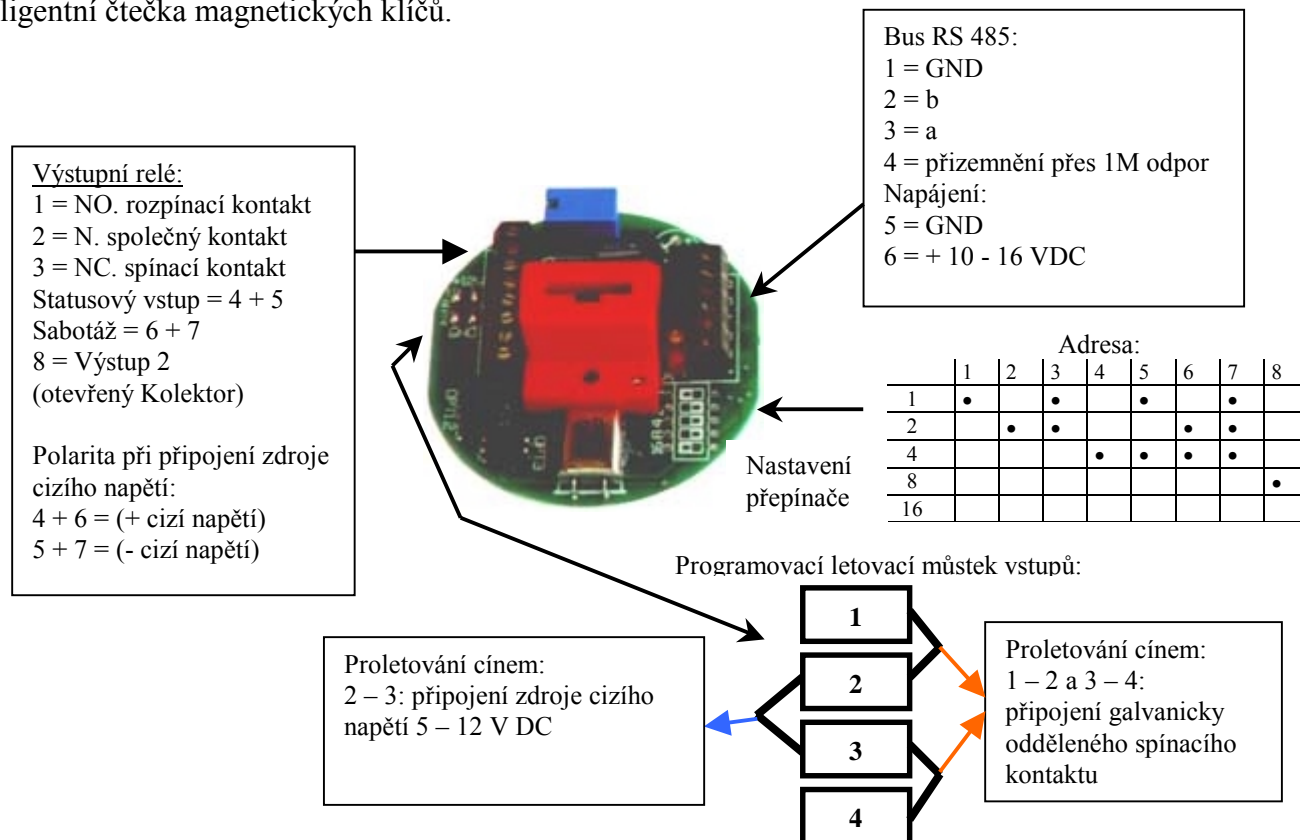 ligentní čtečka magnetických klíčů.
Bus RS 485:
1 = GND
2 = b
3 = a
4 = přizemnění přes 1M odpor
Napájení:
5 = GND
6 = + 10 - 16 VDC
Výstupní relé:
1 = NO. rozpínací kontakt
2 = N. společný kontakt
3 = NC. spínací kontakt
Statusový vstup = 4 + 5
Sabotáž = 6 + 7
8 = Výstup 2
(otevřený Kolektor)
Polarita při připojení zdroje
cizího napětí:
4 + 6 = (+ cizí napětí)
5 + 7 = (- cizí napětí)
Adresa:
1 2 3 4 5 6 7 8
1 • • • •
2 • • • •
4 • • • •
8 •
16
Nastavení
přepínače
Programovací letovací můstek vstupů:
1
2
3
4
Proletování cínem:
2 – 3: připojení zdroje cizího
napětí 5 – 12 V DC
Proletování cínem:
1 – 2 a 3 – 4:
připojení galvanicky
odděleného spínacího
kontaktu